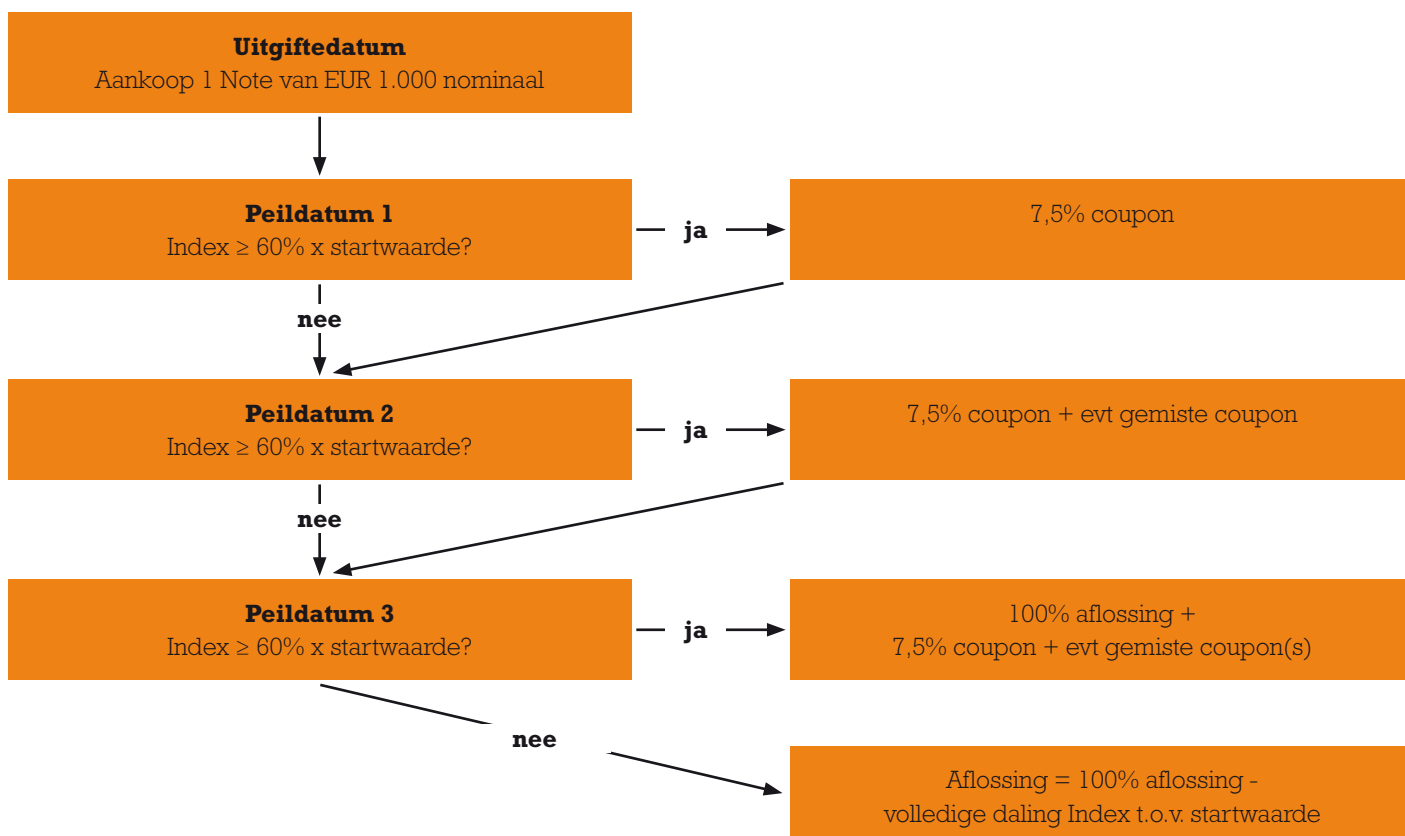 Uitgiftedatum
Aankoop 1 Note van EUR 1.000 nominaal
Peildatum 1
Index ≥ 60% x startwaarde?
ja
7,5% coupon
nee
Peildatum 2
Index ≥ 60% x startwaarde?
ja
7,5% coupon + evt gemiste coupon
nee
Peildatum 3
Index ≥ 60% x startwaarde?
ja
100% aflossing +
7,5% coupon + evt gemiste coupon(s)
nee
Aflossing = 100% aflossing -
volledige daling Index t.o.v. startwaarde